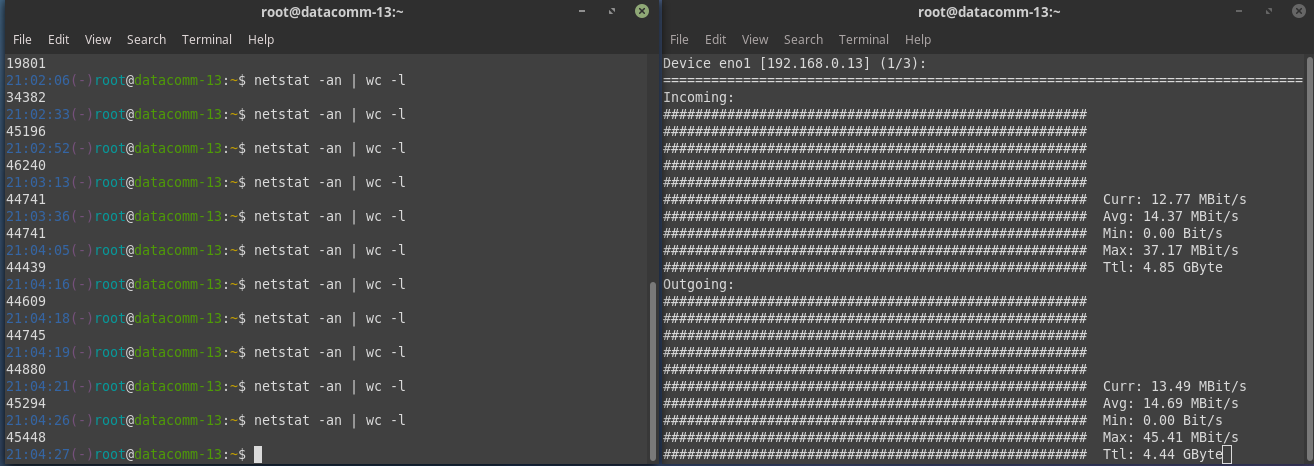 root@datacomm-13:~
File Edit View Search Terminal Help
19801
21:02:06(-)root@datacomm-13:~$ netstat -an | wc -l
34382
21:02:33(-)root@datacomm-13:~$ netstat -an | wc -l
45196
21:02:52(-)root@datacomm-13:~$ netstat -an | wc -l
46240
21:03:13(-)root@datacomm-13:~$ netstat -an | wc -l
44741
21:03:36(-)root@datacomm-13:~$ netstat -an | wc -l
44741
21:04:05(-)root@datacomm-13:~$ netstat -an | wc -l
44439
21:04:16(-)root@datacomm-13:~$ netstat -an | wc -l
44609
21:04:18(-)root@datacomm-13:~$ netstat -an | wc -l
44745
21:04:19(-)root@datacomm-13:~$ netstat -an | wc -l
44880
21:04:21(-)root@datacomm-13:~$ netstat -an | wc -l
45294
21:04:26(-)root@datacomm-13:~$ netstat -an | wc -l
45448
21:04:27(-)root@datacomm-13:~$
root@datacomm-13:~
File Edit View Search Terminal Help
Device eno1 [192.168.0.13] (1/3):
================================================================================
Incoming:
#####################################################
#####################################################
#####################################################
#####################################################
#####################################################
##################################################### Curr: 12.77 MBit/s
##################################################### Avg: 14.37 MBit/s
##################################################### Min: 0.00 Bit/s
##################################################### Max: 37.17 MBit/s
##################################################### Ttl: 4.85 GByte
Outgoing:
#####################################################
#####################################################
#####################################################
#####################################################
#####################################################
##################################################### Curr: 13.49 MBit/s
##################################################### Avg: 14.69 MBit/s
##################################################### Min: 0.00 Bit/s
##################################################### Max: 45.41 MBit/s
##################################################### Ttl: 4.44 GByte